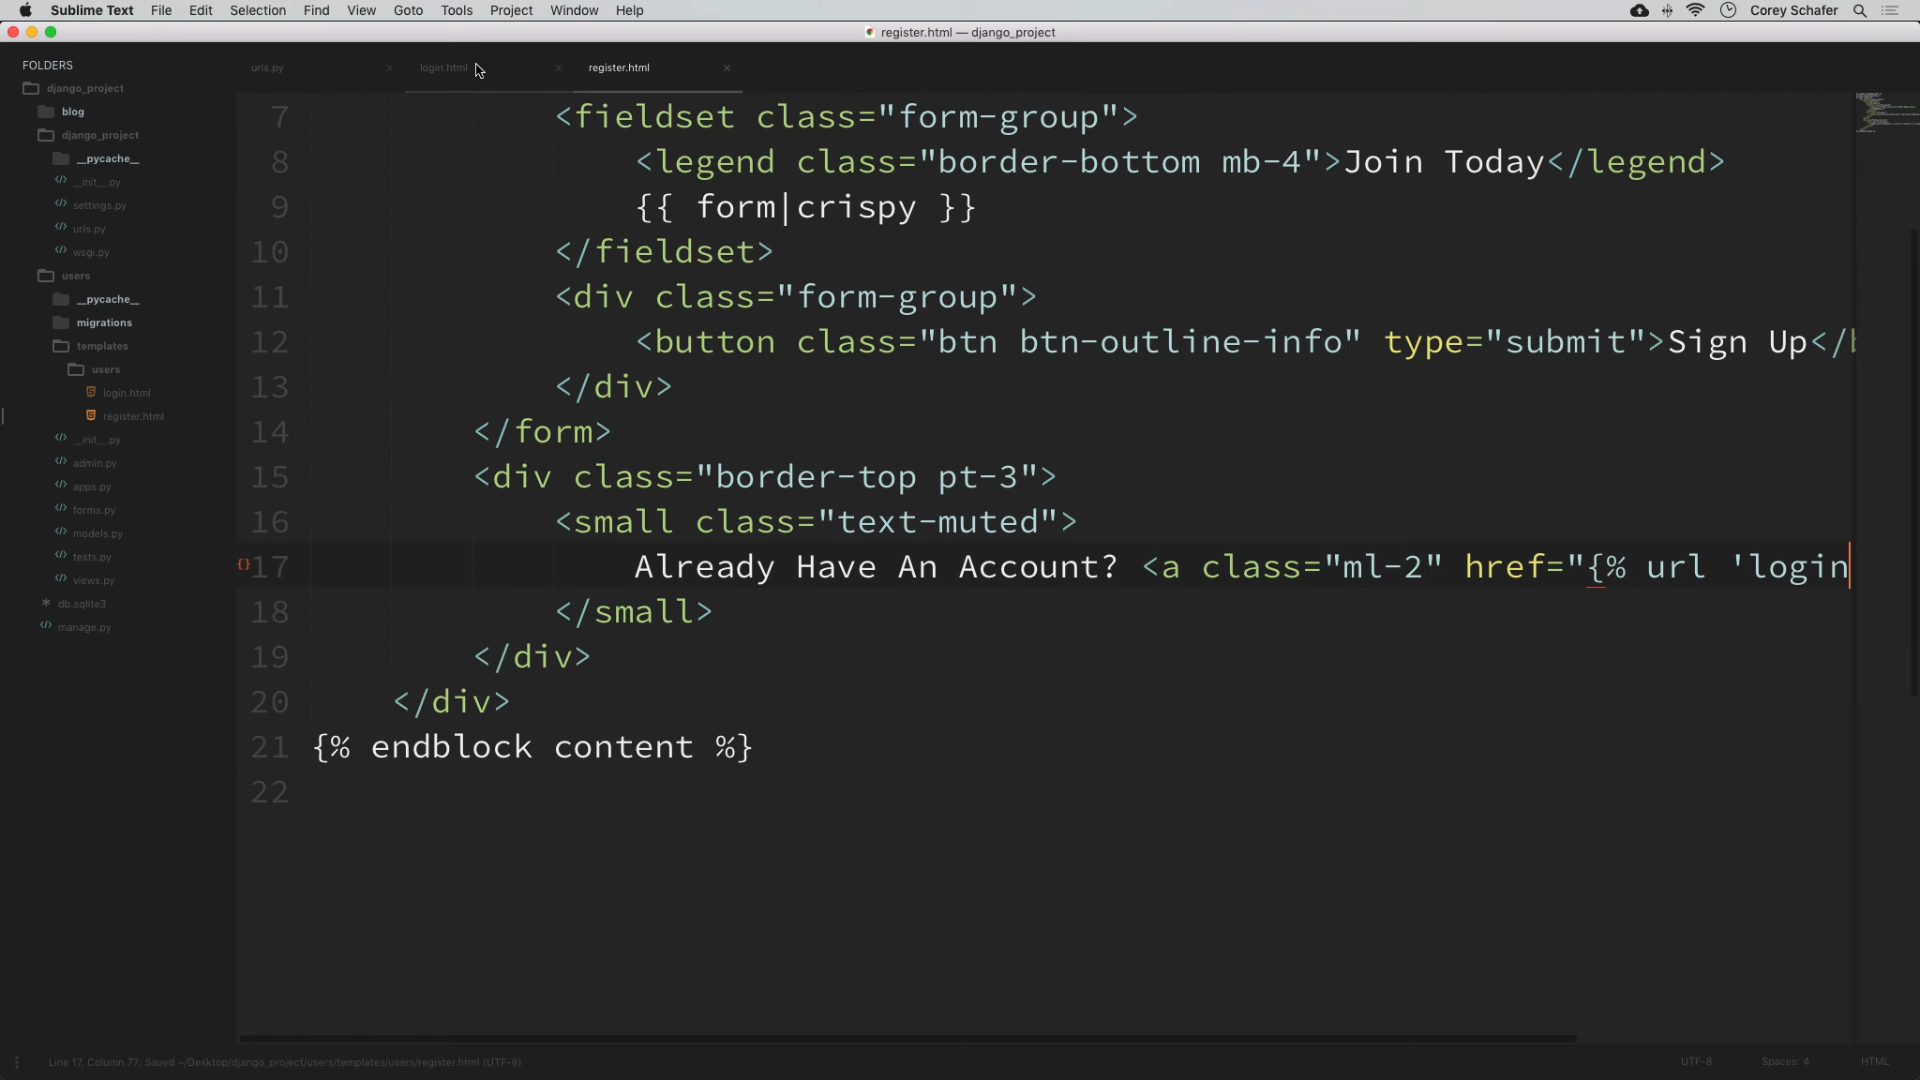 Sublime Text File Edit Selection Find View Goto Tools Project Window Help Corey Schafer
register.html — django_project
FOLDERS
django_project
blog
django_project
__pycache__
__init__.py
settings.py
urls.py
wsgi.py
users
__pycache__
migrations
templates
users
login.html
register.html
__init__.py
admin.py
apps.py
forms.py
models.py
tests.py
views.py
db.sqlite3
manage.py
urls.py × login.html × register.html ×
7 <fieldset class="form-group">
8 <legend class="border-bottom mb-4">Join Today</legend>
9 {{ form|crispy }}
10 </fieldset>
11 <div class="form-group">
12 <button class="btn btn-outline-info" type="submit">Sign Up</b
13 </div>
14 </form>
15 <div class="border-top pt-3">
16 <small class="text-muted">
{} 17 Already Have An Account? <a class="ml-2" href="{% url 'login
18 </small>
19 </div>
20 </div>
21 {% endblock content %}
22
Line 17, Column 77; Saved ~/Desktop/django_project/users/templates/users/register.html (UTF-8) UTF-8 Spaces: 4 HTML